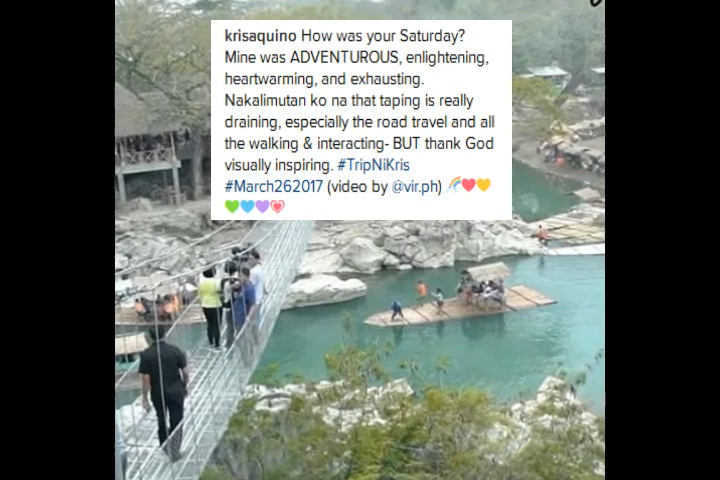 krisaquino How was your Saturday?
Mine was ADVENTUROUS, enlightening,
heartwarming, and exhausting.
Nakalimutan ko na that taping is really
draining, especially the road travel and all
the walking & interacting- BUT thank God
visually inspiring. #TripNiKris
#March262017 (video by @vir.ph) 🌈❤️💛
💚💙💜💓